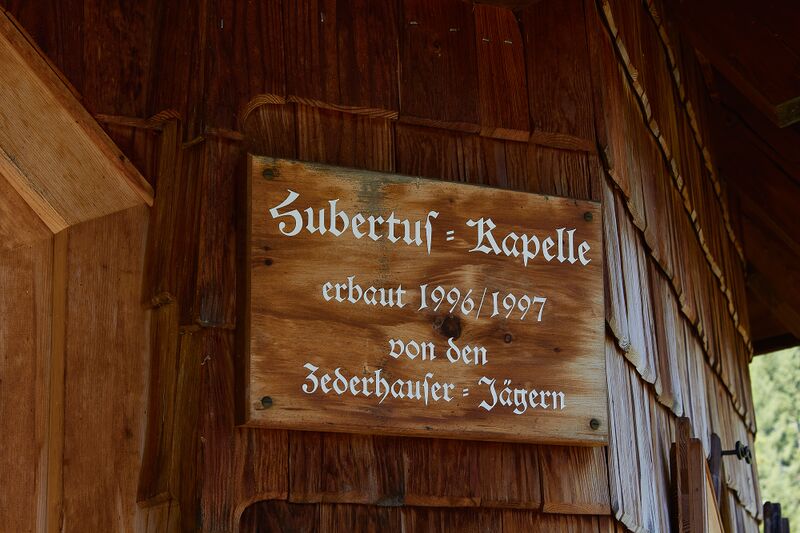 Hubertuſ = Kapelle
erbaut 1996/1997
von den
Zederhauſer = Jägern